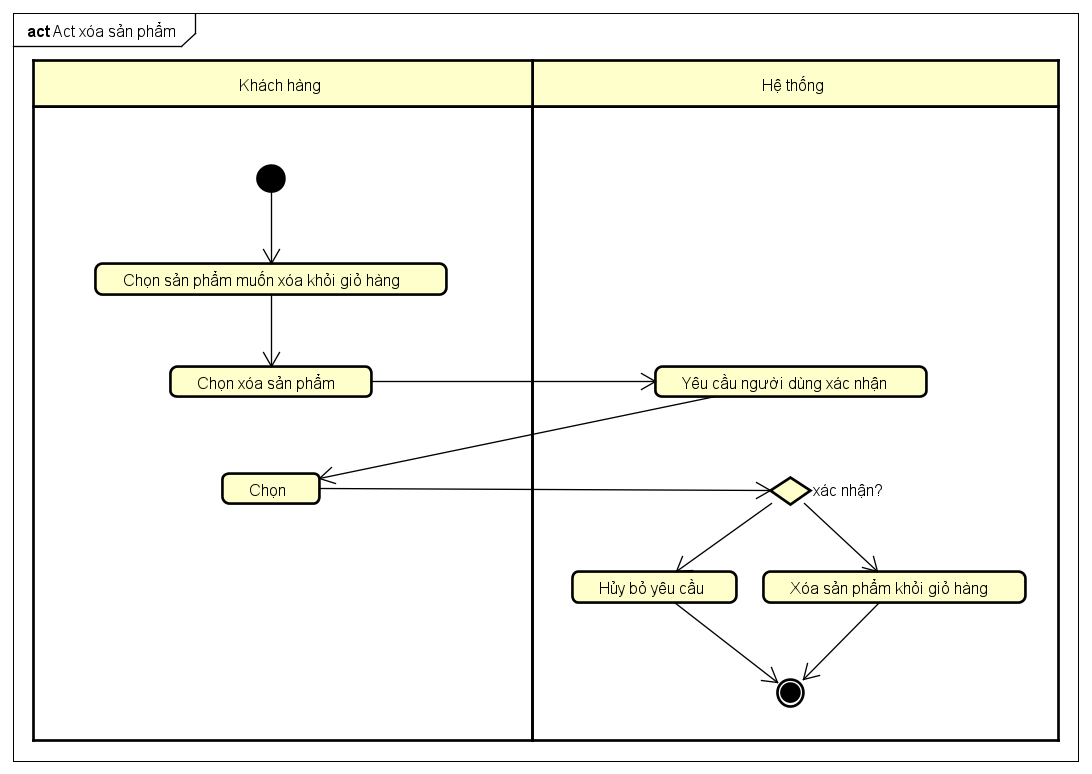 act Act xóa sản phẩm
Khách hàng
Hệ thống
Chọn sản phẩm muốn xóa khỏi giỏ hàng
Chọn xóa sản phẩm
Yêu cầu người dùng xác nhận
Chọn
xác nhận?
Hủy bỏ yêu cầu
Xóa sản phẩm khỏi giỏ hàng